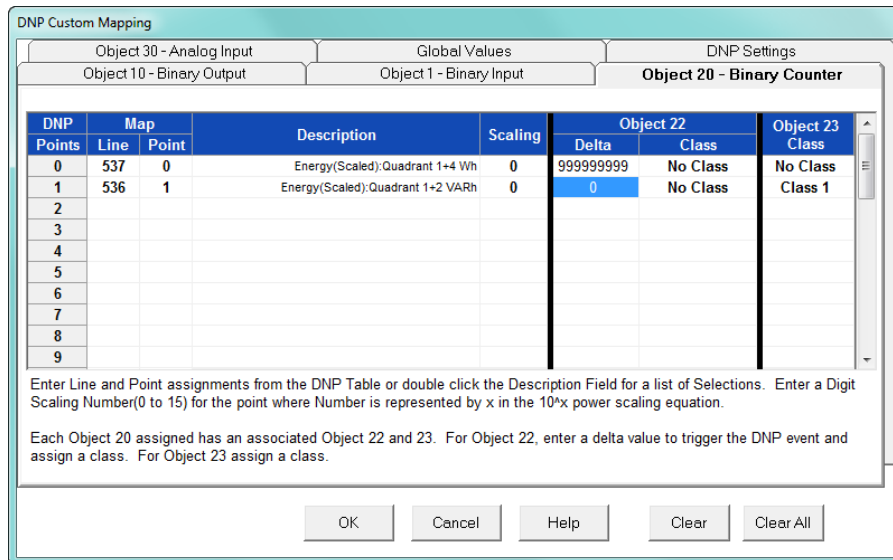 DNP Custom Mapping
Object 30 - Analog Input Global Values DNP Settings
Object 10 - Binary Output Object 1 - Binary Input Object 20 - Binary Counter
DNP Points Map Line Point Description Scaling Object 22 Delta Class Object 23 Class
0 537 0 Energy(Scaled):Quadrant 1+4 Wh 0 999999999 No Class No Class
1 536 1 Energy(Scaled):Quadrant 1+2 VARh 0 0 No Class Class 1
2
3
4
5
6
7
8
9
Enter Line and Point assignments from the DNP Table or double click the Description Field for a list of Selections. Enter a Digit
Scaling Number(0 to 15) for the point where Number is represented by x in the 10^x power scaling equation.
Each Object 20 assigned has an associated Object 22 and 23. For Object 22, enter a delta value to trigger the DNP event and
assign a class. For Object 23 assign a class.
OK Cancel Help Clear Clear All